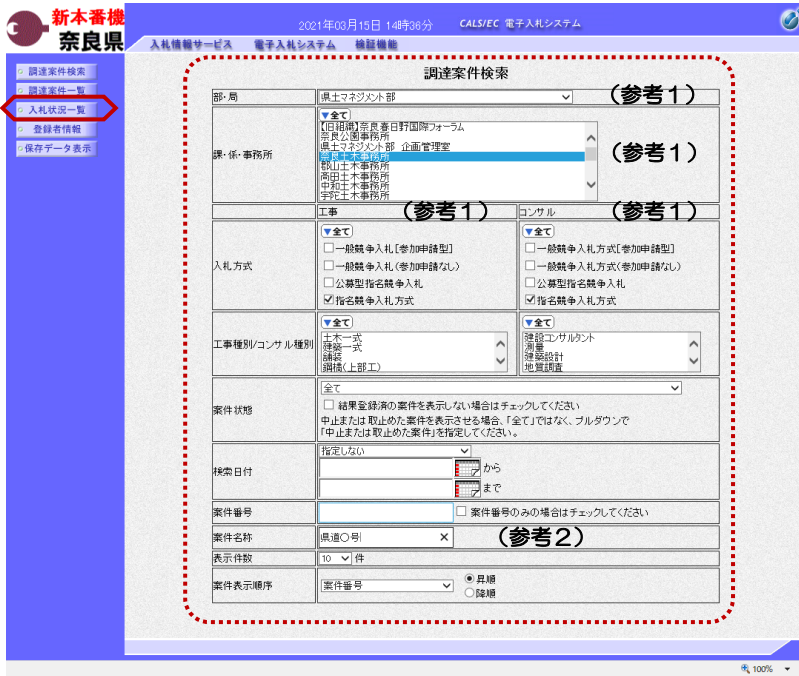 新本番機
奈良県
2021年03月15日 14時36分 CALS/EC 電子入札システム
入札情報サービス 電子入札システム 検証機能
調達案件検索
調達案件一覧
入札状況一覧
登録者情報
保存データ表示
調達案件検索
部・局 県土マネジメント部 (参考1)
課・係・事務所
▼全て
【旧組織】奈良春日野国際フォーラム
奈良公園事務所
県土マネジメント部 企画管理室
奈良土木事務所
郡山土木事務所
高田土木事務所
中和土木事務所
宇陀土木事務所
(参考1)
工事 (参考1) コンサル (参考1)
入札方式
▼全て
一般競争入札[参加申請型]
一般競争入札(参加申請なし)
公募型指名競争入札
指名競争入札方式
▼全て
一般競争入札方式[参加申請型]
一般競争入札方式(参加申請なし)
公募型指名競争入札
指名競争入札方式
工事種別/コンサル種別
▼全て
土木一式
建築一式
舗装
鋼橋(上部工)
▼全て
建設コンサルタント
測量
建築設計
地質調査
案件状態
全て
結果登録済の案件を表示しない場合はチェックしてください
中止または取止めた案件を表示させる場合、「全て」ではなく、プルダウンで
「中止または取止めた案件」を指定してください。
検索日付
指定しない
から
まで
案件番号 案件番号のみの場合はチェックしてください
案件名称 県道○号 × (参考2)
表示件数 10 件
案件表示順序 案件番号
昇順
降順
100%